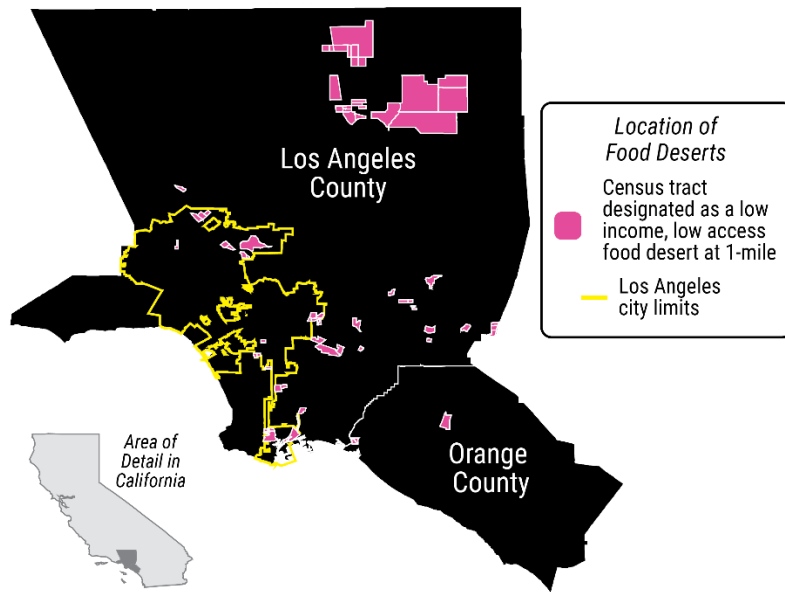 Los Angeles
County
Orange
County
Area of
Detail in
California
Location of
Food Deserts
Census tract
designated as a low
income, low access
food desert at 1-mile
Los Angeles
city limits